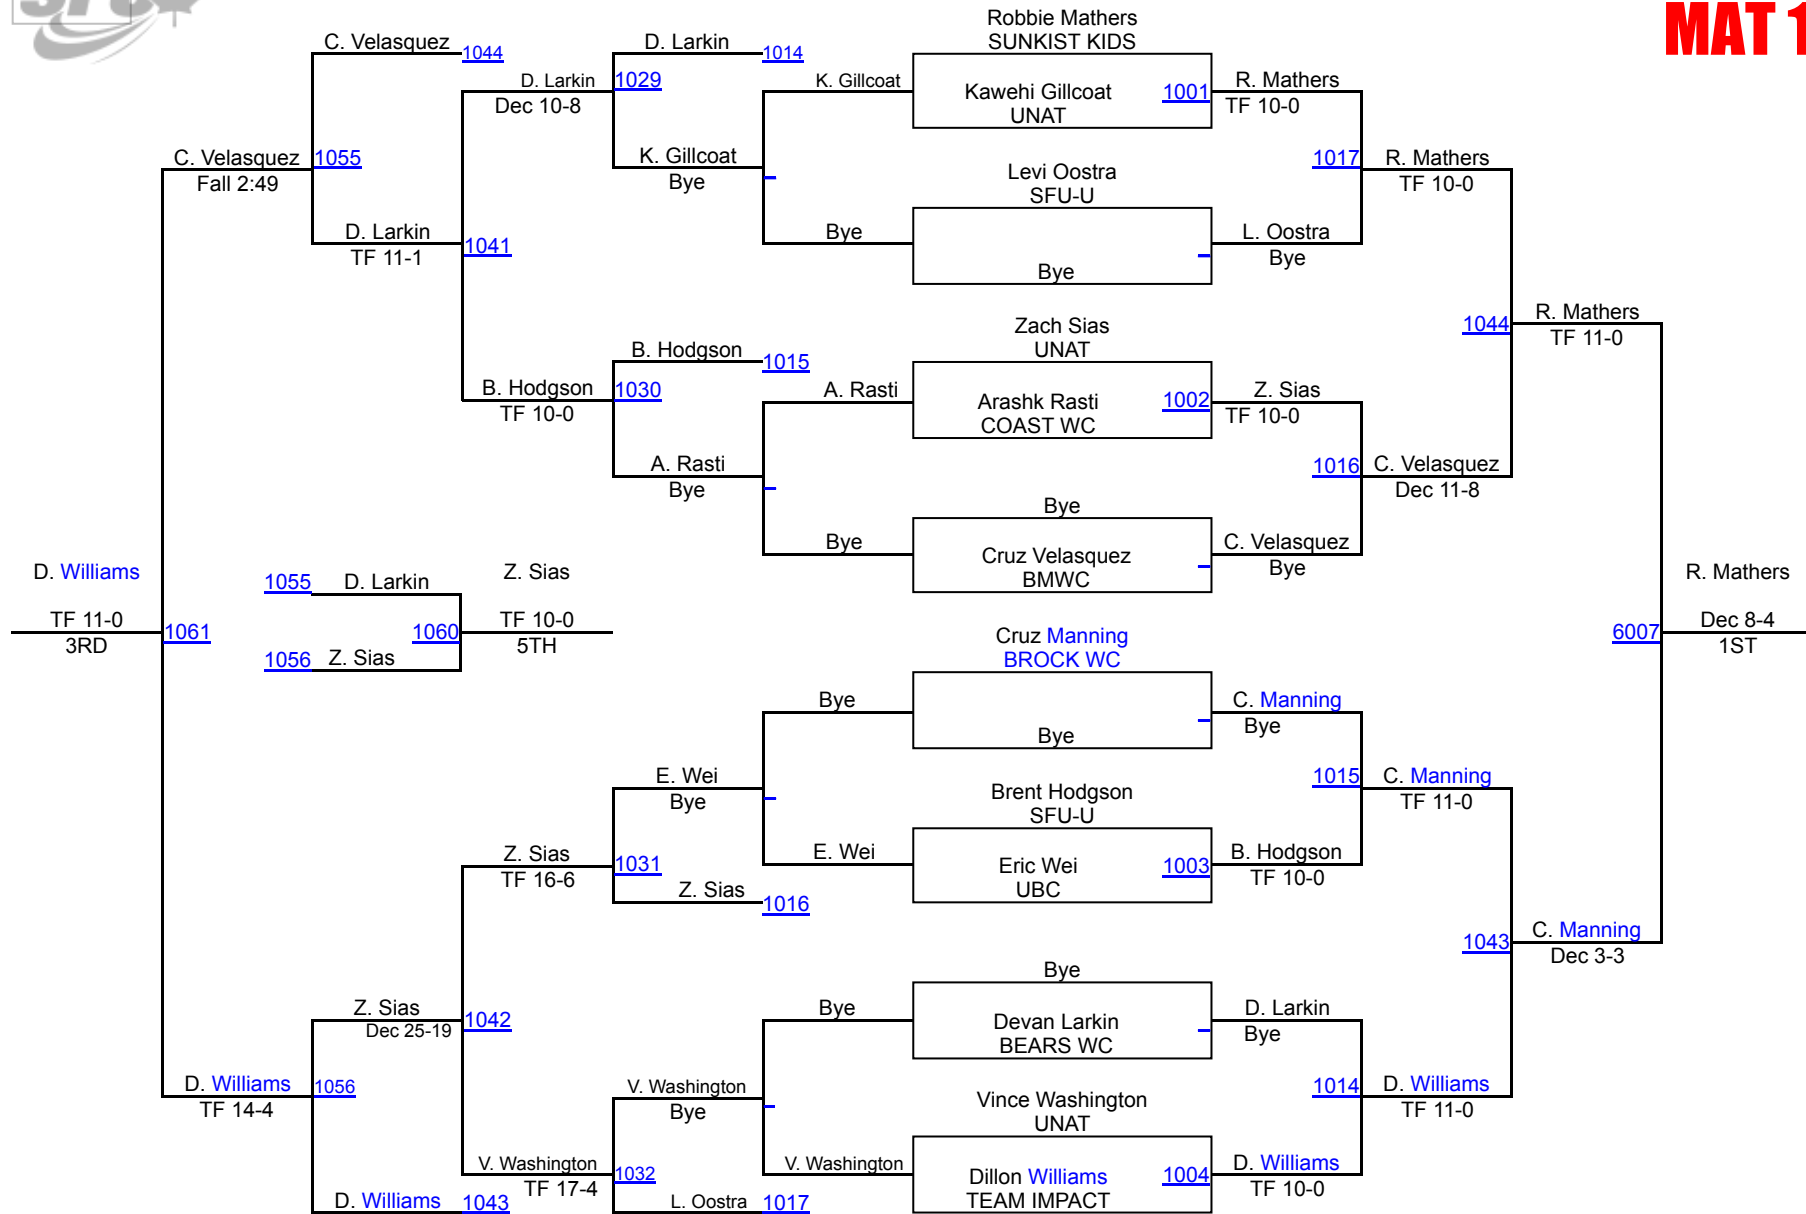 SFU
MAT 1
Robbie Mathers
SUNKIST KIDS
C. Velasquez
1044
D. Larkin
1014
D. Larkin
1029
K. Gillcoat
Kawehi Gillcoat
1001
R. Mathers
Dec 10-8
UNAT
TF 10-0
C. Velasquez
1055
K. Gillcoat
Levi Oostra
1017
R. Mathers
Fall 2:49
Bye
SFU-U
TF 10-0
D. Larkin
1041
Bye
L. Oostra
TF 11-1
Bye
Bye
Zach Sias
1044
R. Mathers
UNAT
TF 11-0
B. Hodgson
1015
B. Hodgson
1030
A. Rasti
Arashk Rasti
1002
Z. Sias
TF 10-0
COAST WC
TF 10-0
A. Rasti
1016
C. Velasquez
Bye
Dec 11-8
Bye
Bye
Cruz Velasquez
C. Velasquez
BMWC
Bye
D. Williams
1055
D. Larkin
Z. Sias
R. Mathers
TF 11-0
1061
1060
TF 10-0
6007
Dec 8-4
3RD
5TH
1ST
1056
Z. Sias
Cruz Manning
BROCK WC
Bye
C. Manning
Bye
Bye
E. Wei
1015
C. Manning
Bye
Brent Hodgson
TF 11-0
SFU-U
Z. Sias
1031
E. Wei
Eric Wei
1003
B. Hodgson
TF 16-6
UBC
TF 10-0
Z. Sias
1016
1043
C. Manning
Dec 3-3
Bye
Z. Sias
1042
Bye
Devan Larkin
D. Larkin
Dec 25-19
BEARS WC
Bye
D. Williams
1056
V. Washington
1014
D. Williams
TF 14-4
Bye
Vince Washington
TF 11-0
UNAT
V. Washington
1032
V. Washington
Dillon Williams
1004
D. Williams
TF 17-4
TEAM IMPACT
TF 10-0
D. Williams
1043
L. Oostra
1017